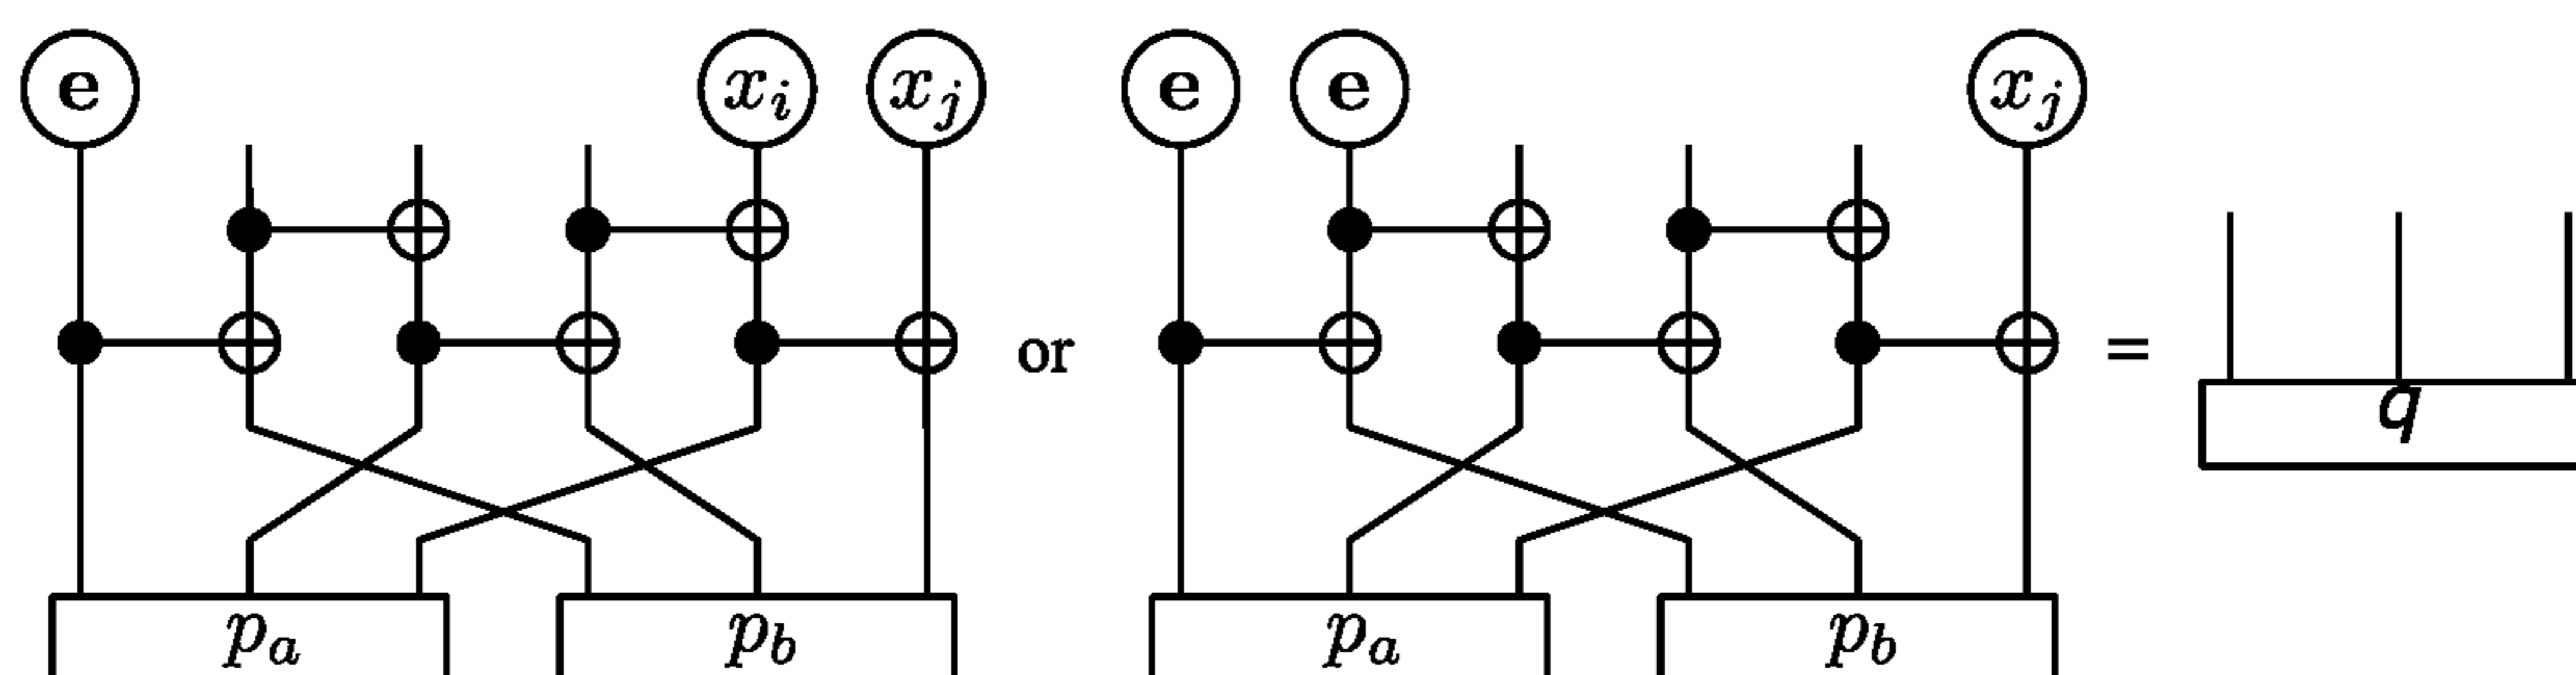 e x_i x_j e e x_j
or =
q
p_a p_b p_a p_b